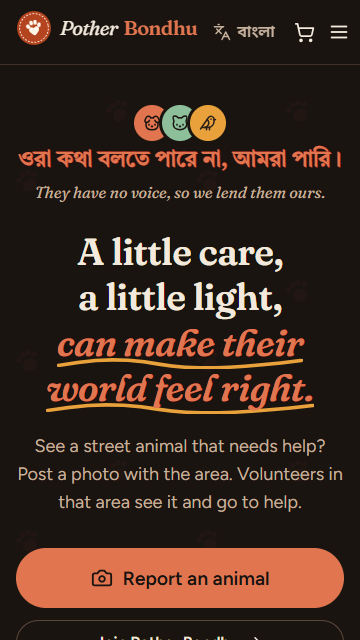 Pother Bondhu
বাংলা
ওরা কথা বলতে পারে না, আমরা পারি।
They have no voice, so we lend them ours.
A little care,
a little light,
can make their
world feel right.
See a street animal that needs help?
Post a photo with the area. Volunteers in
that area see it and go to help.
Report an animal